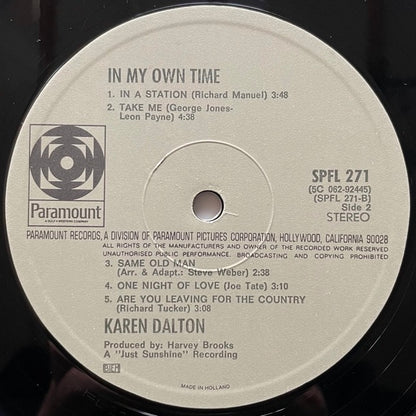 IN MY OWN TIME
1. IN A STATION (Richard Manuel) 3:48
2. TAKE ME (George Jones-
Leon Payne) 4:38
Paramount
A GULF+WESTERN COMPANY
SPFL 271
(5C 062-92445)
(SPFL 271-B)
Side 2
STEREO
PARAMOUNT RECORDS, A DIVISION OF PARAMOUNT PICTURES CORPORATION, HOLLYWOOD, CALIFORNIA 90028
ALL RIGHTS OF THE MANUFACTURERS AND OWNER OF THE RECORDED WORK RESERVED
UNAUTHORISED PUBLIC PERFORMANCE, BROADCASTING AND COPYING PROHIBITED
3. SAME OLD MAN
(Arr. & Adapt.: Steve Weber) 2:38
4. ONE NIGHT OF LOVE (Joe Tate) 3:10
5. ARE YOU LEAVING FOR THE COUNTRY
(Richard Tucker) 3:08
KAREN DALTON
Produced by: Harvey Brooks
A "Just Sunshine" Recording
MADE IN HOLLAND